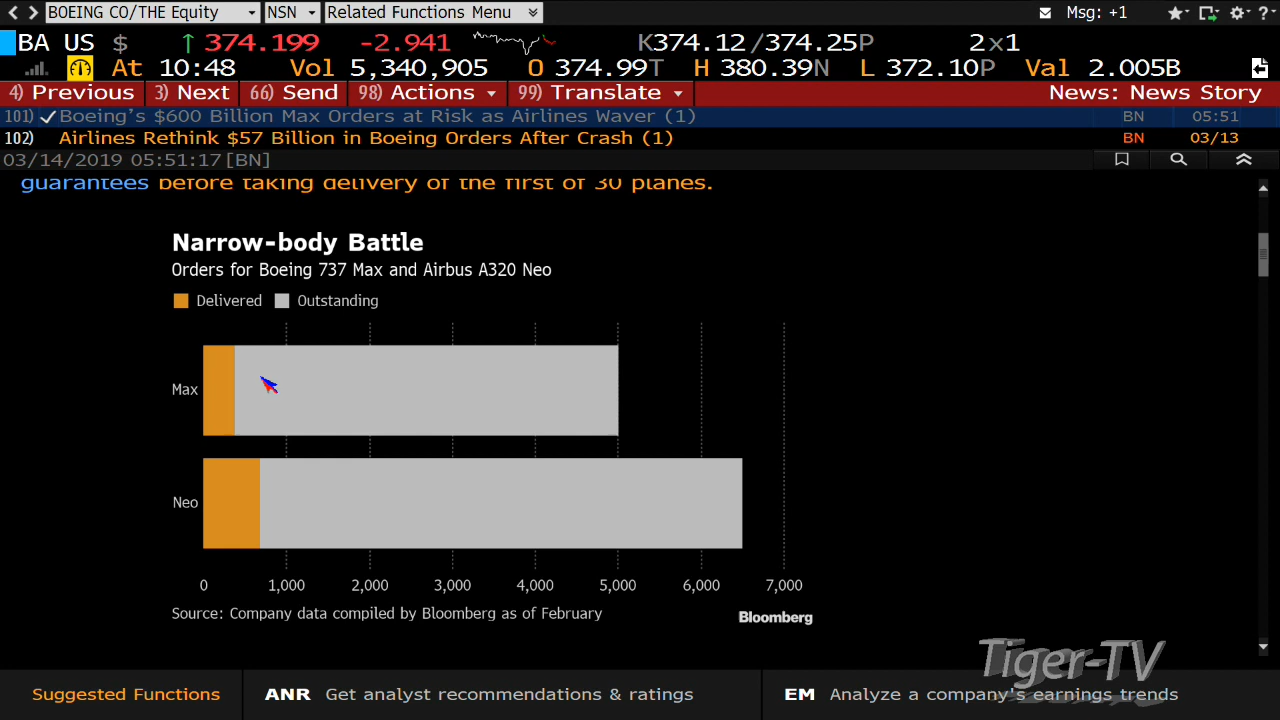 BOEING CO/THE Equity NSN Related Functions Menu Msg: +1 ?
BA US $ ↑ 374.199 -2.941 K374.12/374.25P 2x1
At 10:48 Vol 5,340,905 O 374.99T H 380.39N L 372.10P Val 2.005B
4) Previous 3) Next 66) Send 98) Actions 99) Translate News: News Story
101) Boeing's $600 Billion Max Orders at Risk as Airlines Waver (1) BN 05:51
102) Airlines Rethink $57 Billion in Boeing Orders After Crash (1) BN 03/13
03/14/2019 05:51:17[BN]
guarantees before taking delivery of the first of 30 planes.
Narrow-body Battle
Orders for Boeing 737 Max and Airbus A320 Neo
Delivered Outstanding
Max
Neo
0 1,000 2,000 3,000 4,000 5,000 6,000 7,000
Source: Company data compiled by Bloomberg as of February
Bloomberg
Tiger-TV
Suggested Functions ANR Get analyst recommendations & ratings EM Analyze a company's earnings trends